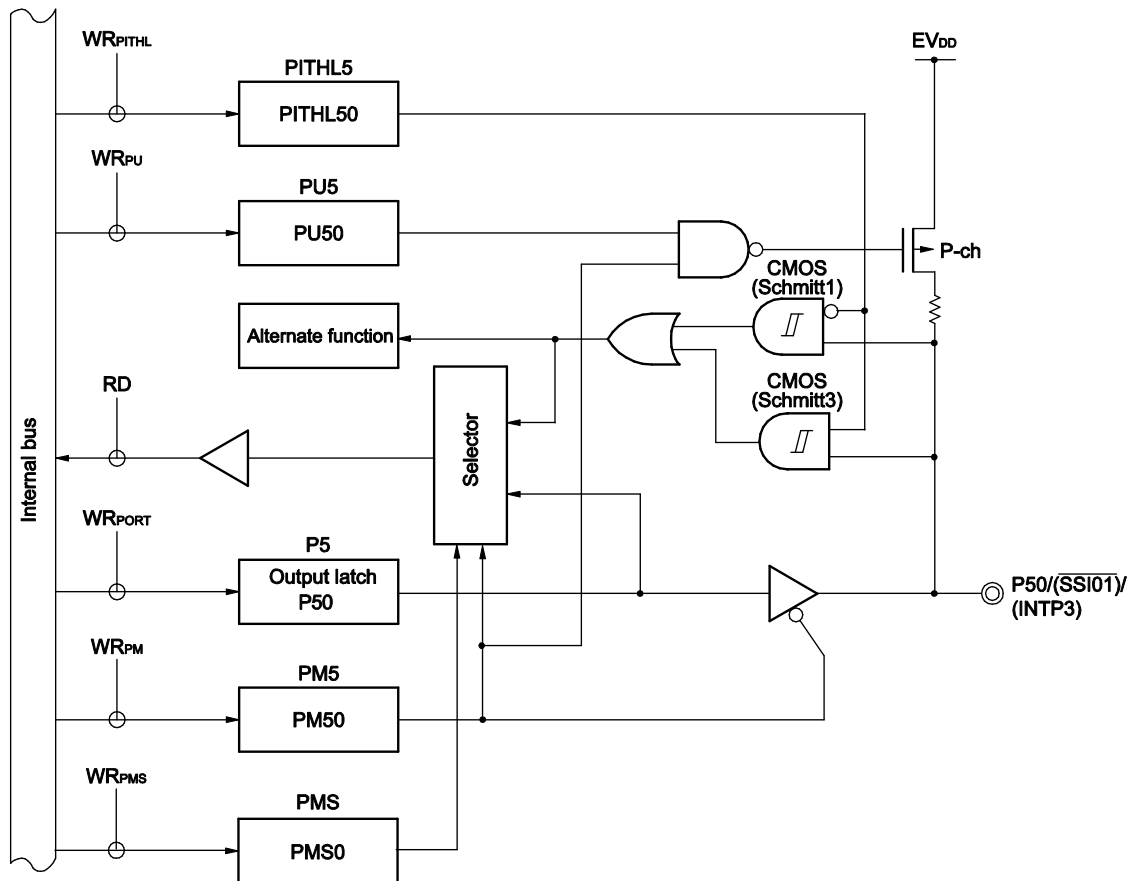 WRPITHL
PITHL5
PITHL50
EVDD
WRPU
PU5
PU50
P-ch
CMOS
(Schmitt1)
Alternate function
RD
CMOS
(Schmitt3)
Selector
Internal bus
WRPORT
P5
Output latch
P50
P50/(SSI01)/
(INTP3)
WRPM
PM5
PM50
WRPMS
PMS
PMS0